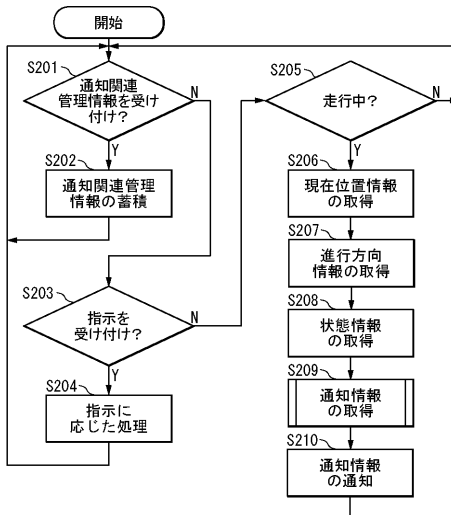 開始
S201
通知関連
管理情報を受け
付け？
N
Y
S202
通知関連管理
情報の蓄積
S203
指示を
受け付け？
N
Y
S204
指示に
応じた処理
S205
走行中？
N
Y
S206
現在位置情報
の取得
S207
進行方向
情報の取得
S208
状態情報
の取得
S209
通知情報
の取得
S210
通知情報
の通知